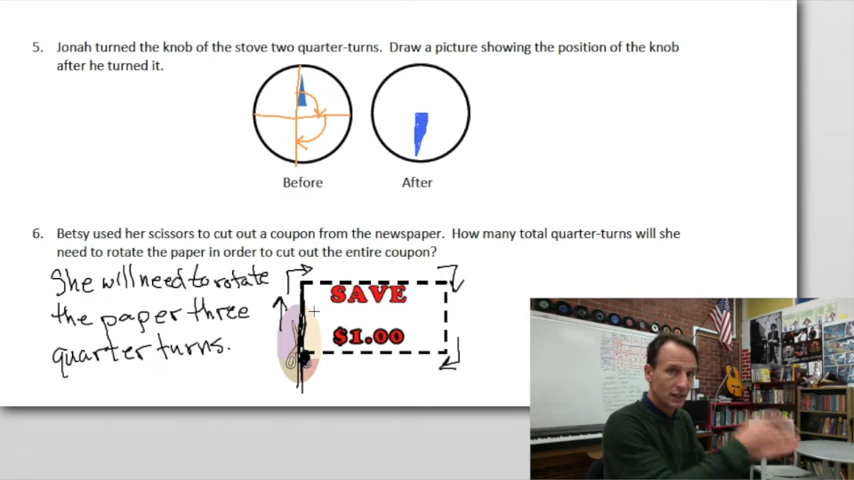 5. Jonah turned the knob of the stove two quarter-turns. Draw a picture showing the position of the knob
after he turned it.
Before
After
6. Betsy used her scissors to cut out a coupon from the newspaper. How many total quarter-turns will she
need to rotate the paper in order to cut out the entire coupon?
She will need to rotate
the paper three
quarter turns.
SAVE
$1.00